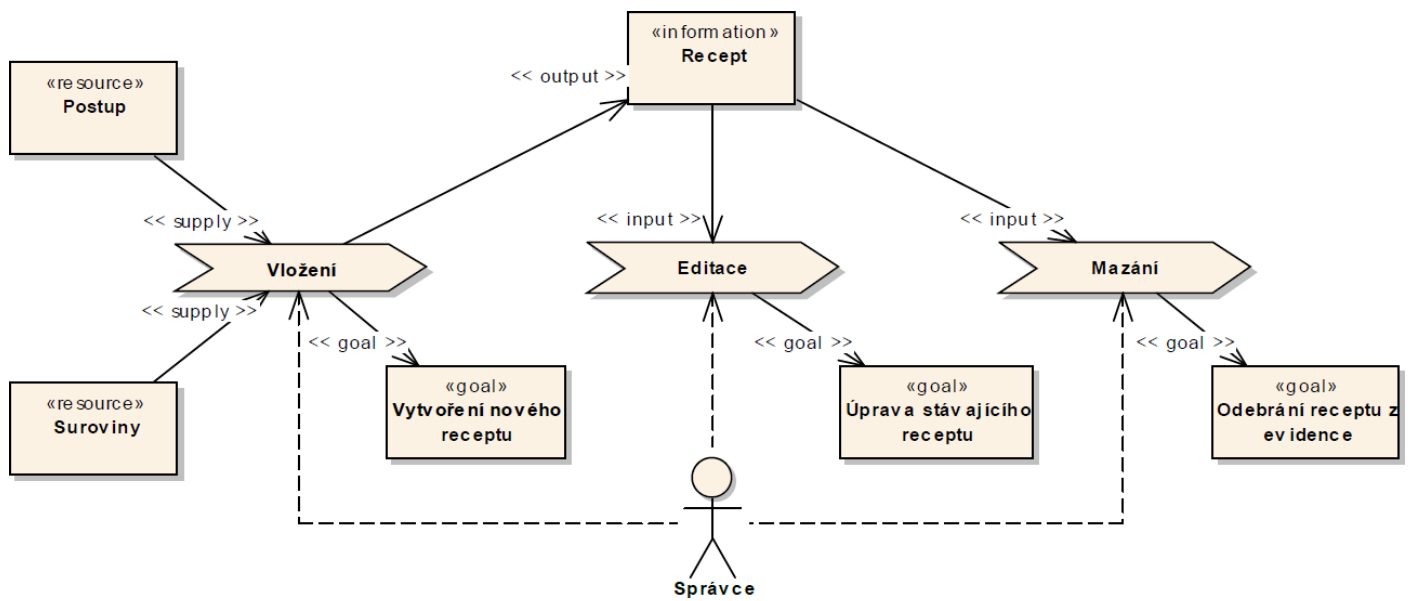 «information»
Recept
<< output >>
«resource»
Postup
<< supply >>
<< input >>
<< input >>
Vložení
Editace
Mazání
<< supply >>
<< goal >>
<< goal >>
<< goal >>
«resource»
Suroviny
«goal»
Vytvoření nového
receptu
«goal»
Úprava stávajícího
receptu
«goal»
Odebrání receptu z
evidence
Správce